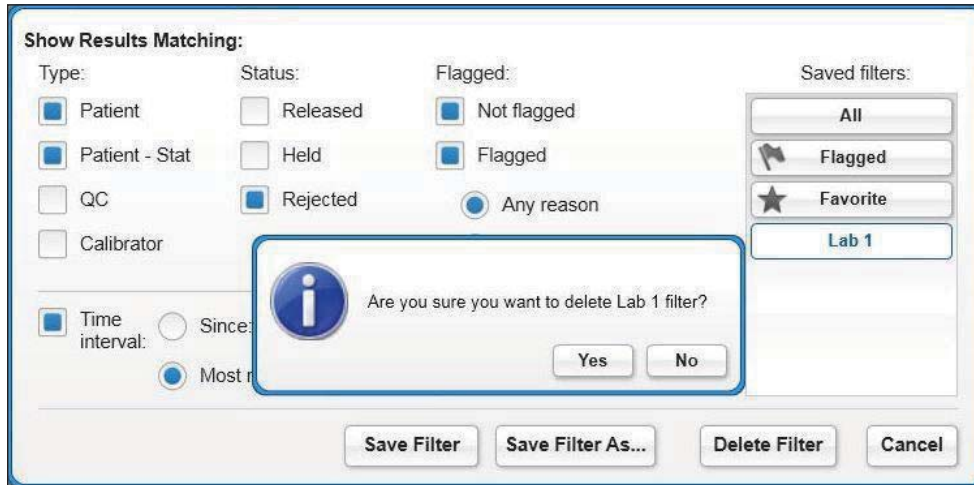 Show Results Matching:
Type:
Patient
Patient - Stat
QC
Calibrator
Status:
Released
Held
Rejected
Flagged:
Not flagged
Flagged
Any reason
Saved filters:
All
Flagged
Favorite
Lab 1
Time
interval:
Since:
Most r
Are you sure you want to delete Lab 1 filter?
Yes No
Save Filter Save Filter As... Delete Filter Cancel